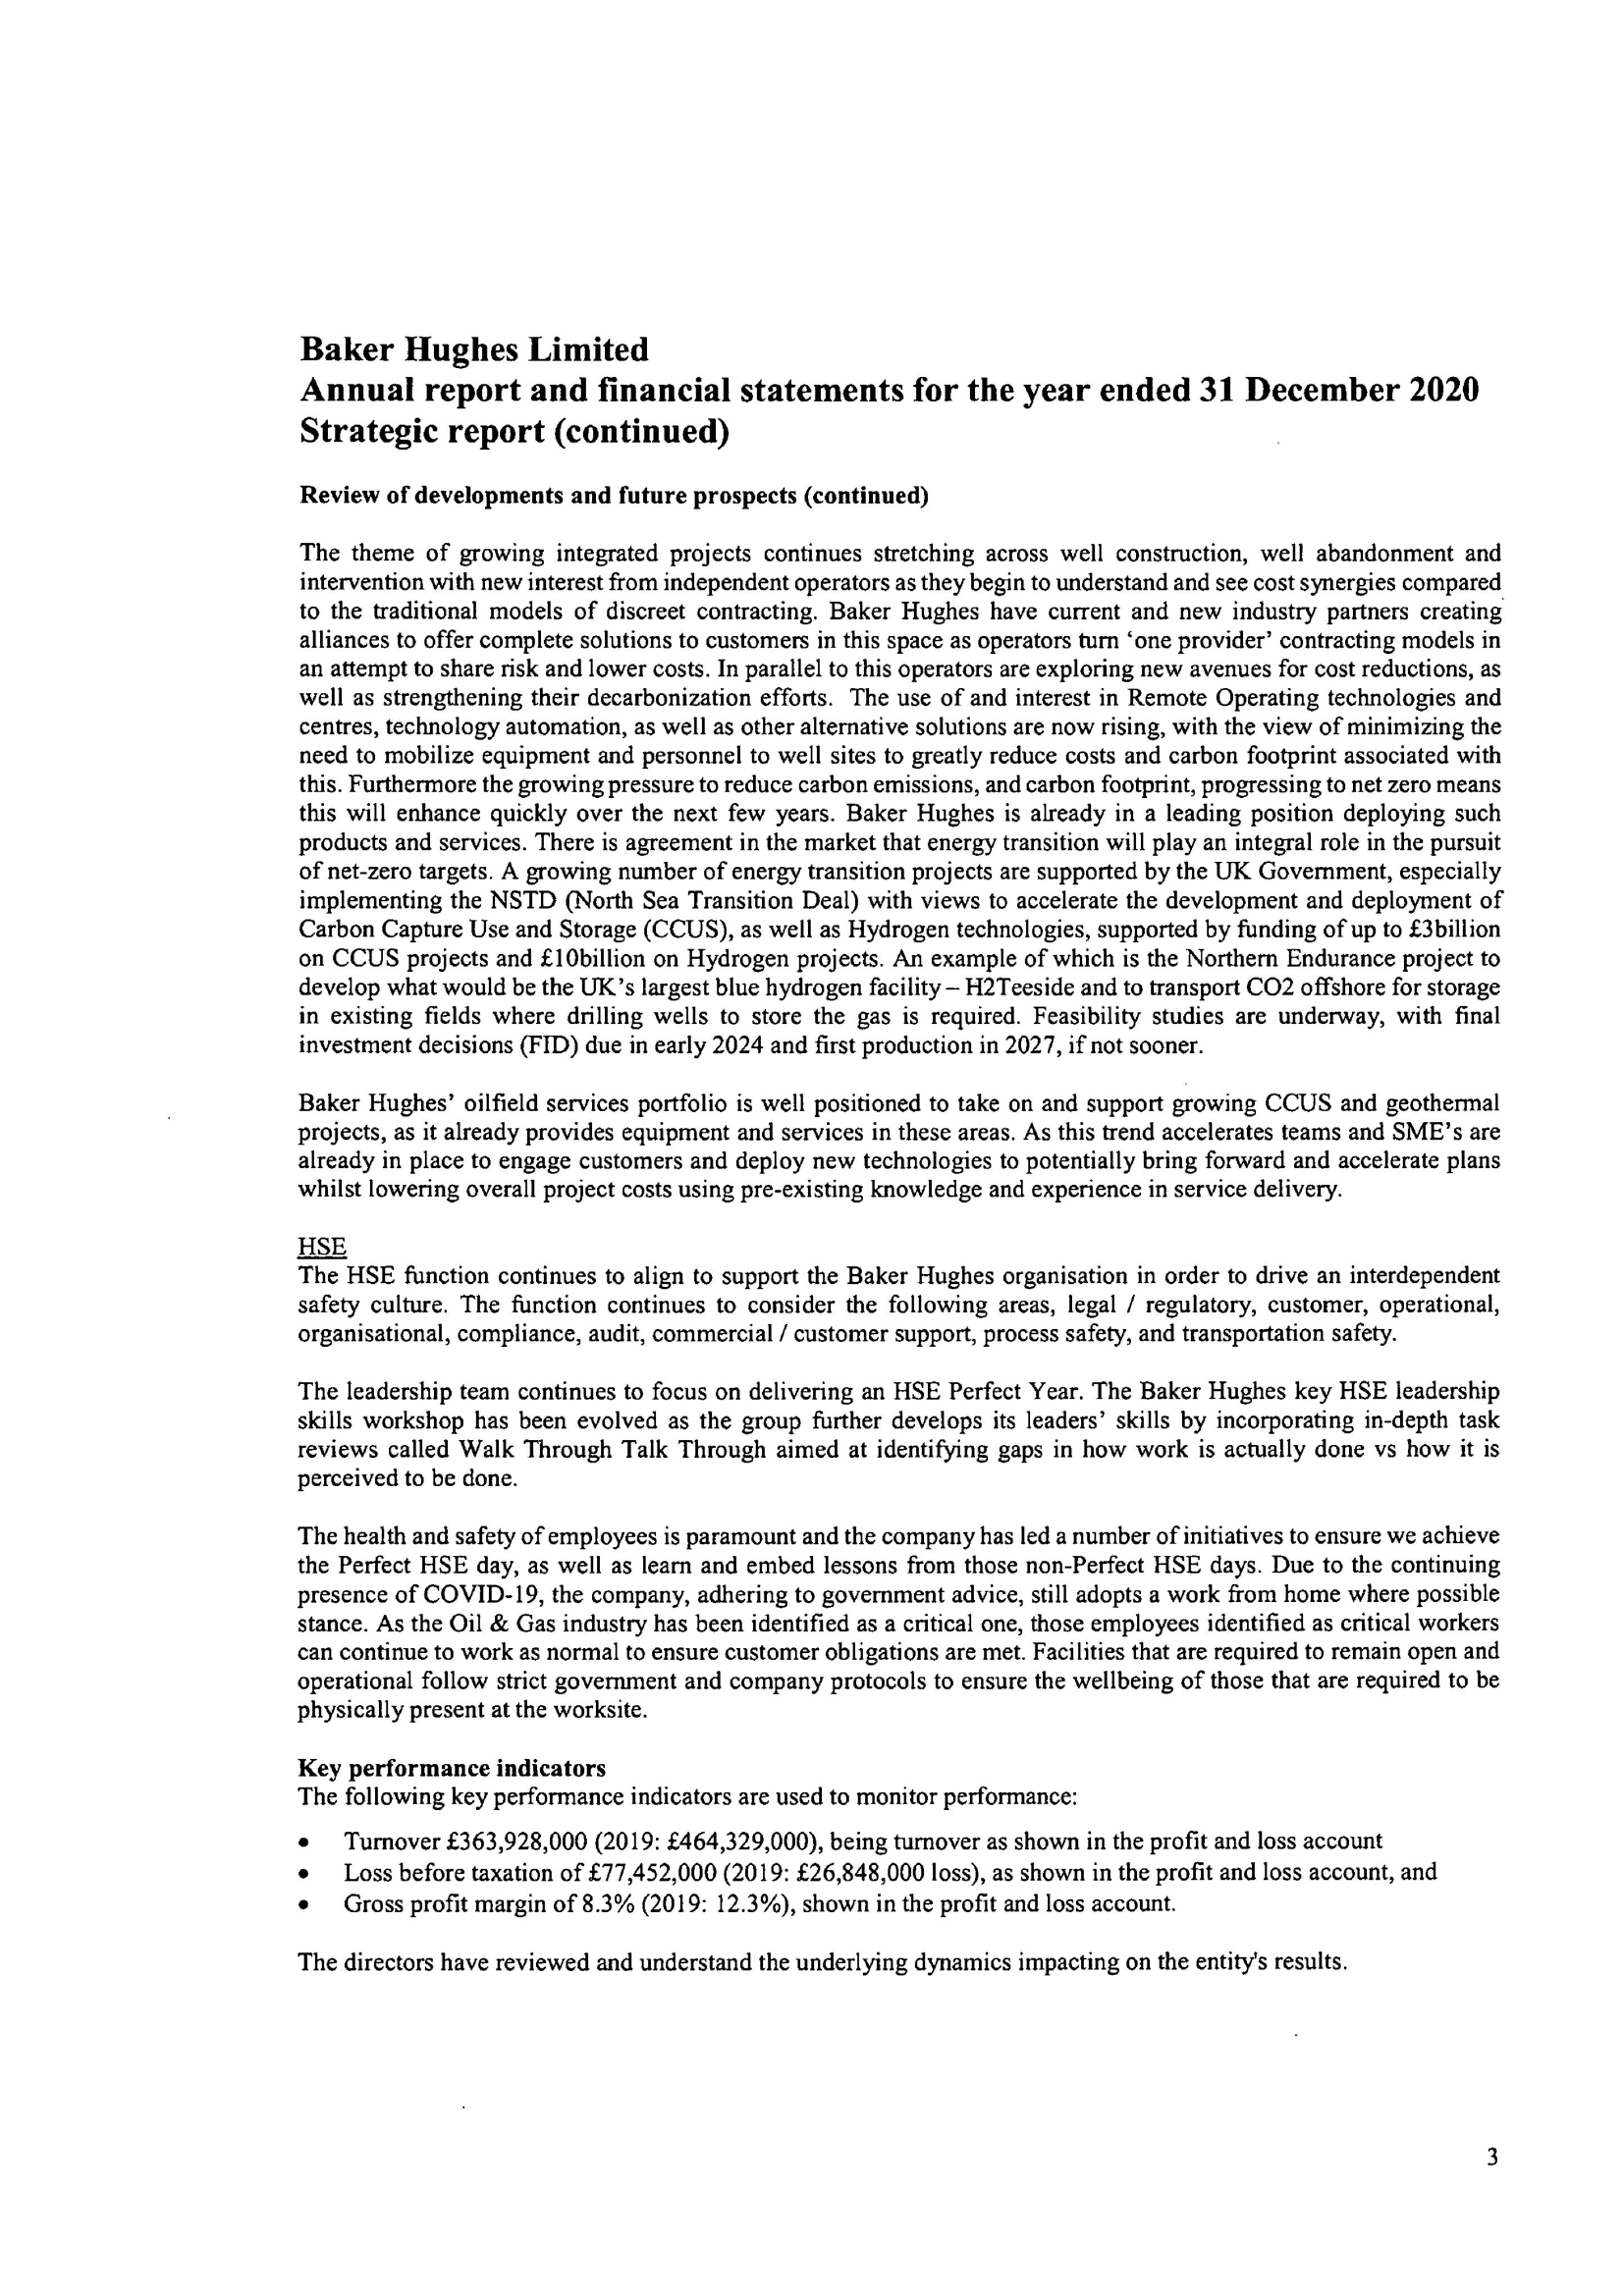 Baker Hughes Limited
Annual report and financial statements for the year ended 31 December 2020
Strategic report (continued)
Review of developments and future prospects (continued)
The theme of growing integrated projects continues stretching across well construction, well abandonment and
intervention with new interest from independent operators as they begin to understand and see cost synergies compared
to the traditional models of discreet contracting. Baker Hughes have current and new industry partners creating
alliances to offer complete solutions to customers in this space as operators turn ‘one provider’ contracting models in
an attempt to share risk and lower costs. In parallel to this operators are exploring new avenues for cost reductions, as
well as strengthening their decarbonization efforts. The use of and interest in Remote Operating technologies and
centres, technology automation, as well as other alternative solutions are now rising, with the view of minimizing the
need to mobilize equipment and personnel to well sites to greatly reduce costs and carbon footprint associated with
this. Furthermore the growing pressure to reduce carbon emissions, and carbon footprint, progressing to net zero means
this will enhance quickly over the next few years. Baker Hughes is already in a leading position deploying such
products and services. There is agreement in the market that energy transition will play an integral role in the pursuit
of net-zero targets. A growing number of energy transition projects are supported by the UK Government, especially
implementing the NSTD (North Sea Transition Deal) with views to accelerate the development and deployment of
Carbon Capture Use and Storage (CCUS), as well as Hydrogen technologies, supported by funding of up to £3billion
on CCUS projects and £10billion on Hydrogen projects. An example of which is the Northern Endurance project to
develop what would be the UK’s largest blue hydrogen facility – H2Teeside and to transport CO2 offshore for storage
in existing fields where drilling wells to store the gas is required. Feasibility studies are underway, with final
investment decisions (FID) due in early 2024 and first production in 2027, if not sooner.
Baker Hughes’ oilfield services portfolio is well positioned to take on and support growing CCUS and geothermal
projects, as it already provides equipment and services in these areas. As this trend accelerates teams and SME’s are
already in place to engage customers and deploy new technologies to potentially bring forward and accelerate plans
whilst lowering overall project costs using pre-existing knowledge and experience in service delivery.
HSE
The HSE function continues to align to support the Baker Hughes organisation in order to drive an interdependent
safety culture. The function continues to consider the following areas, legal / regulatory, customer, operational,
organisational, compliance, audit, commercial / customer support, process safety, and transportation safety.
The leadership team continues to focus on delivering an HSE Perfect Year. The Baker Hughes key HSE leadership
skills workshop has been evolved as the group further develops its leaders’ skills by incorporating in-depth task
reviews called Walk Through Talk Through aimed at identifying gaps in how work is actually done vs how it is
perceived to be done.
The health and safety of employees is paramount and the company has led a number of initiatives to ensure we achieve
the Perfect HSE day, as well as learn and embed lessons from those non-Perfect HSE days. Due to the continuing
presence of COVID-19, the company, adhering to government advice, still adopts a work from home where possible
stance. As the Oil & Gas industry has been identified as a critical one, those employees identified as critical workers
can continue to work as normal to ensure customer obligations are met. Facilities that are required to remain open and
operational follow strict government and company protocols to ensure the wellbeing of those that are required to be
physically present at the worksite.
Key performance indicators
The following key performance indicators are used to monitor performance:
• Turnover £363,928,000 (2019: £464,329,000), being turnover as shown in the profit and loss account
• Loss before taxation of £77,452,000 (2019: £26,848,000 loss), as shown in the profit and loss account, and
• Gross profit margin of 8.3% (2019: 12.3%), shown in the profit and loss account.
The directors have reviewed and understand the underlying dynamics impacting on the entity's results.
3